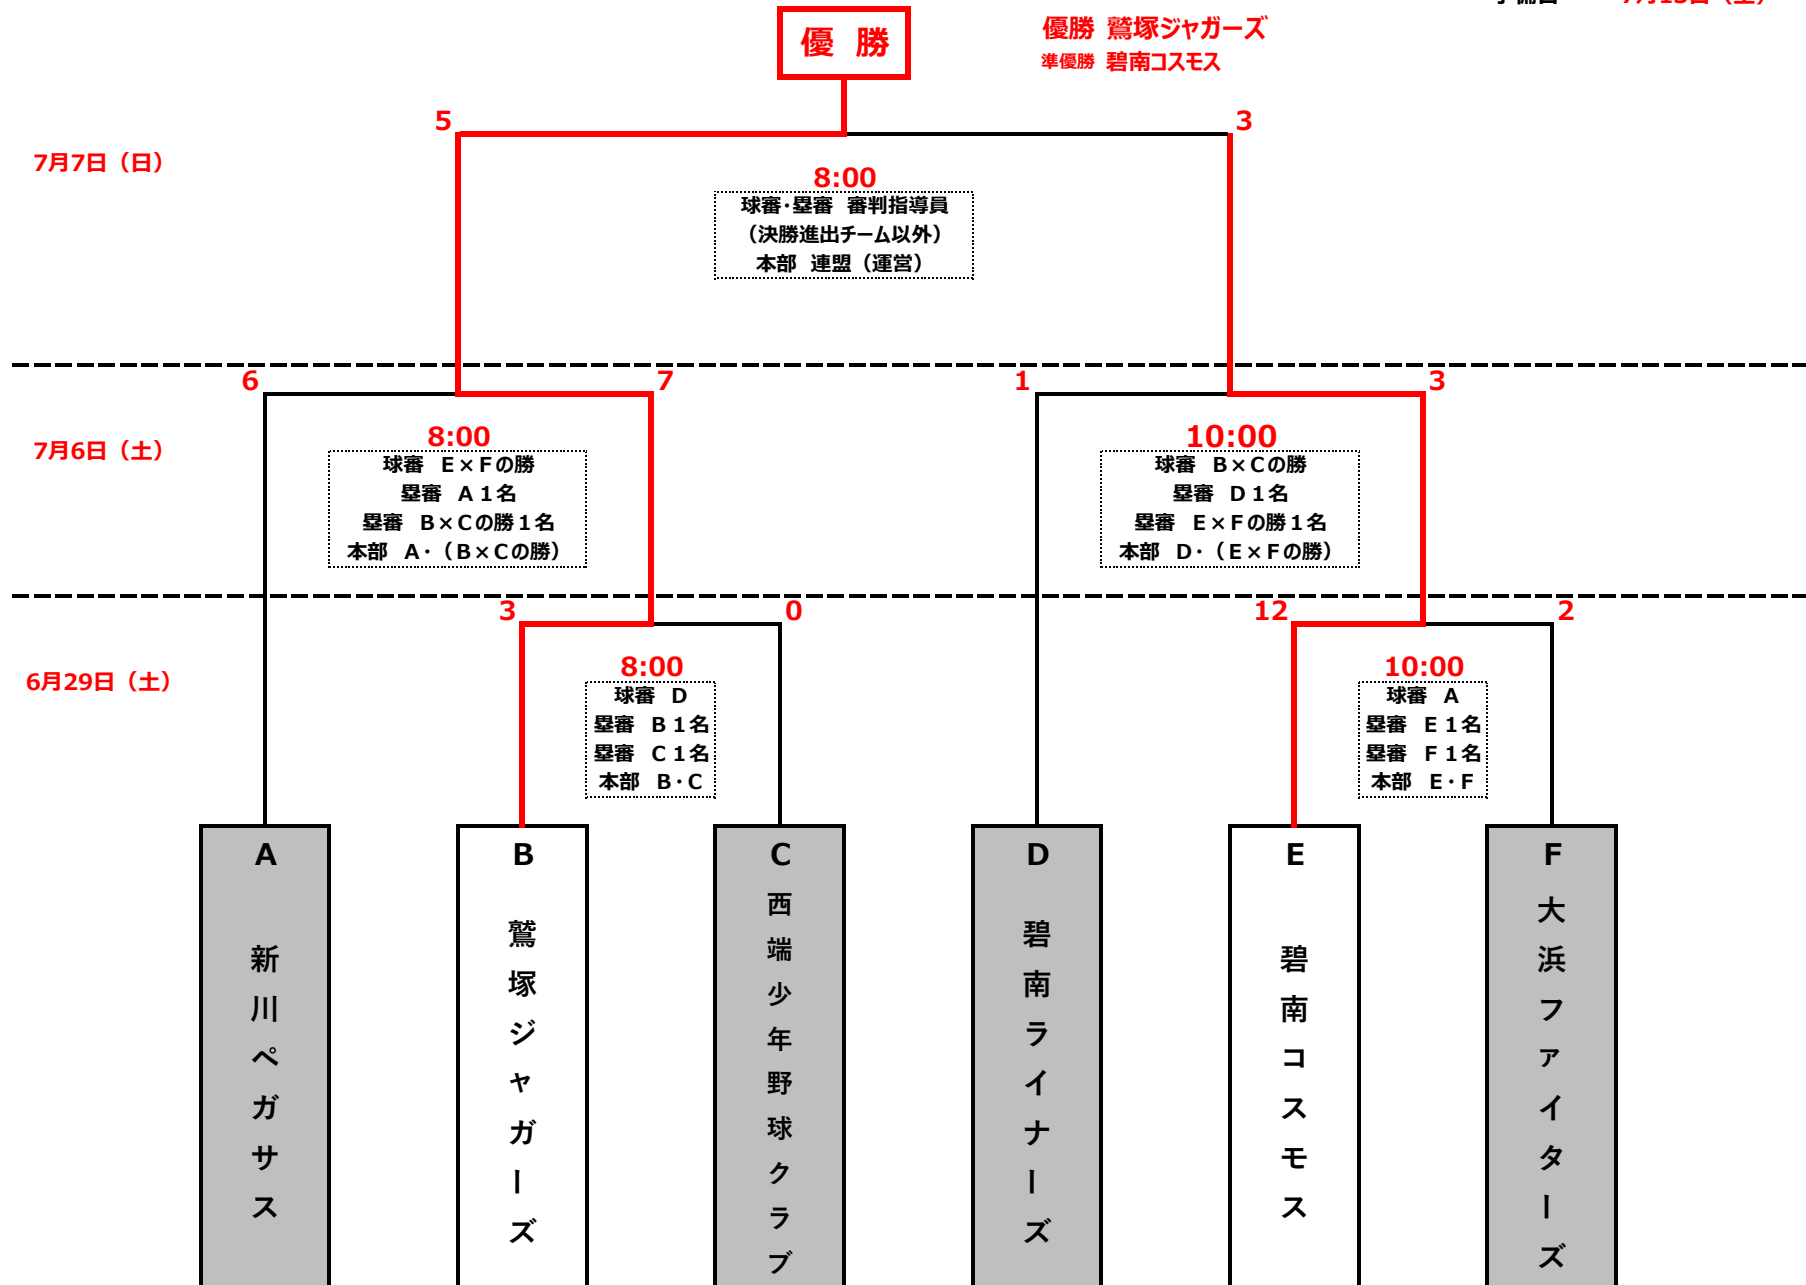 優 勝
優勝 鷲塚ジャガーズ
準優勝 碧南コスモス
5
3
7月7日（日）
8:00
球審・塁審 審判指導員
（決勝進出チーム以外）
本部 連盟（運営）
6
7
1
3
7月6日（土）
8:00
球審 E×Fの勝
塁審 A１名
塁審 B×Cの勝１名
本部 A・（B×Cの勝）
10:00
球審 B×Cの勝
塁審 D１名
塁審 E×Fの勝１名
本部 D・（E×Fの勝）
3
0
12
2
6月29日（土）
8:00
球審 D
塁審 B１名
塁審 C１名
本部 B・C
10:00
球審 A
塁審 E１名
塁審 F１名
本部 E・F
A
新川ペガサス
B
鷲塚ジャガーズ
C
西端少年野球クラブ
D
碧南ライナーズ
E
碧南コスモス
F
大浜ファイターズ